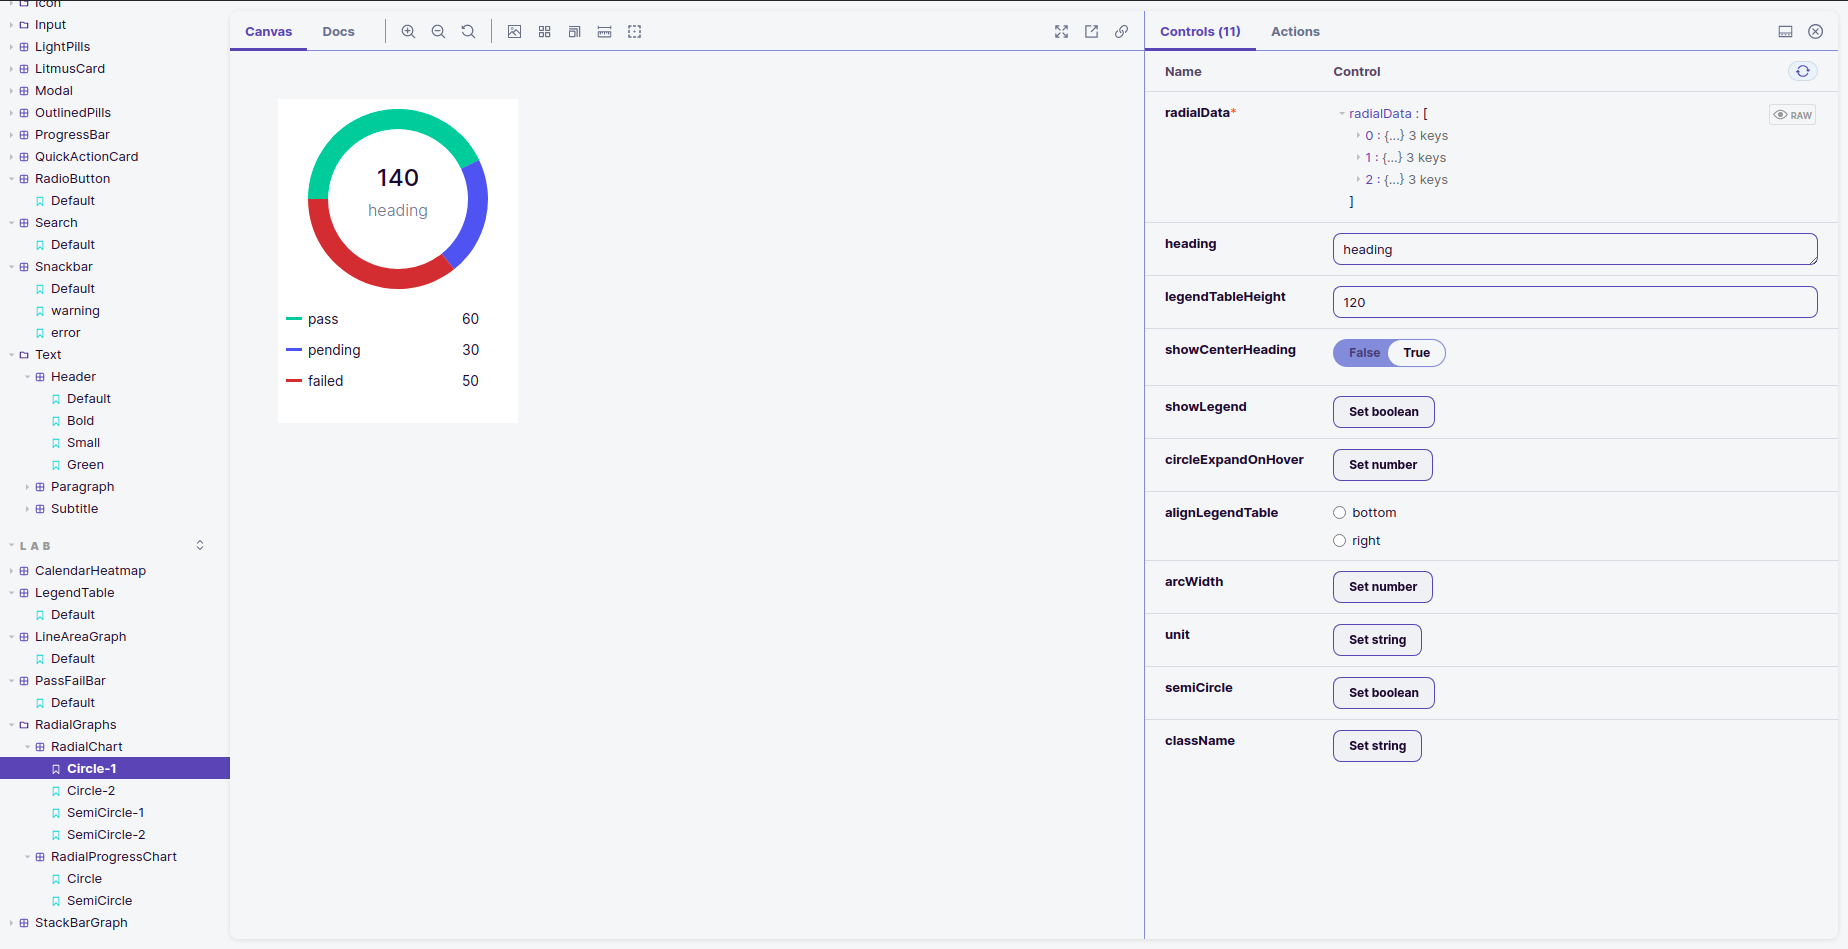 Icon
Input
LightPills
LitmusCard
Modal
OutlinedPills
ProgressBar
QuickActionCard
RadioButton
Default
Search
Default
Snackbar
Default
warning
error
Text
Header
Default
Bold
Small
Green
Paragraph
Subtitle
LAB
CalendarHeatmap
LegendTable
Default
LineAreaGraph
Default
PassFailBar
Default
RadialGraphs
RadialChart
Circle-1
Circle-2
SemiCircle-1
SemiCircle-2
RadialProgressChart
Circle
SemiCircle
StackBarGraph
Canvas Docs
140
heading
pass 60
pending 30
failed 50
Controls (11) Actions
Name Control
radialData* radialData : [ RAW
0 : {...} 3 keys
1 : {...} 3 keys
2 : {...} 3 keys
]
heading heading
legendTableHeight 120
showCenterHeading False True
showLegend Set boolean
circleExpandOnHover Set number
alignLegendTable bottom
right
arcWidth Set number
unit Set string
semiCircle Set boolean
className Set string